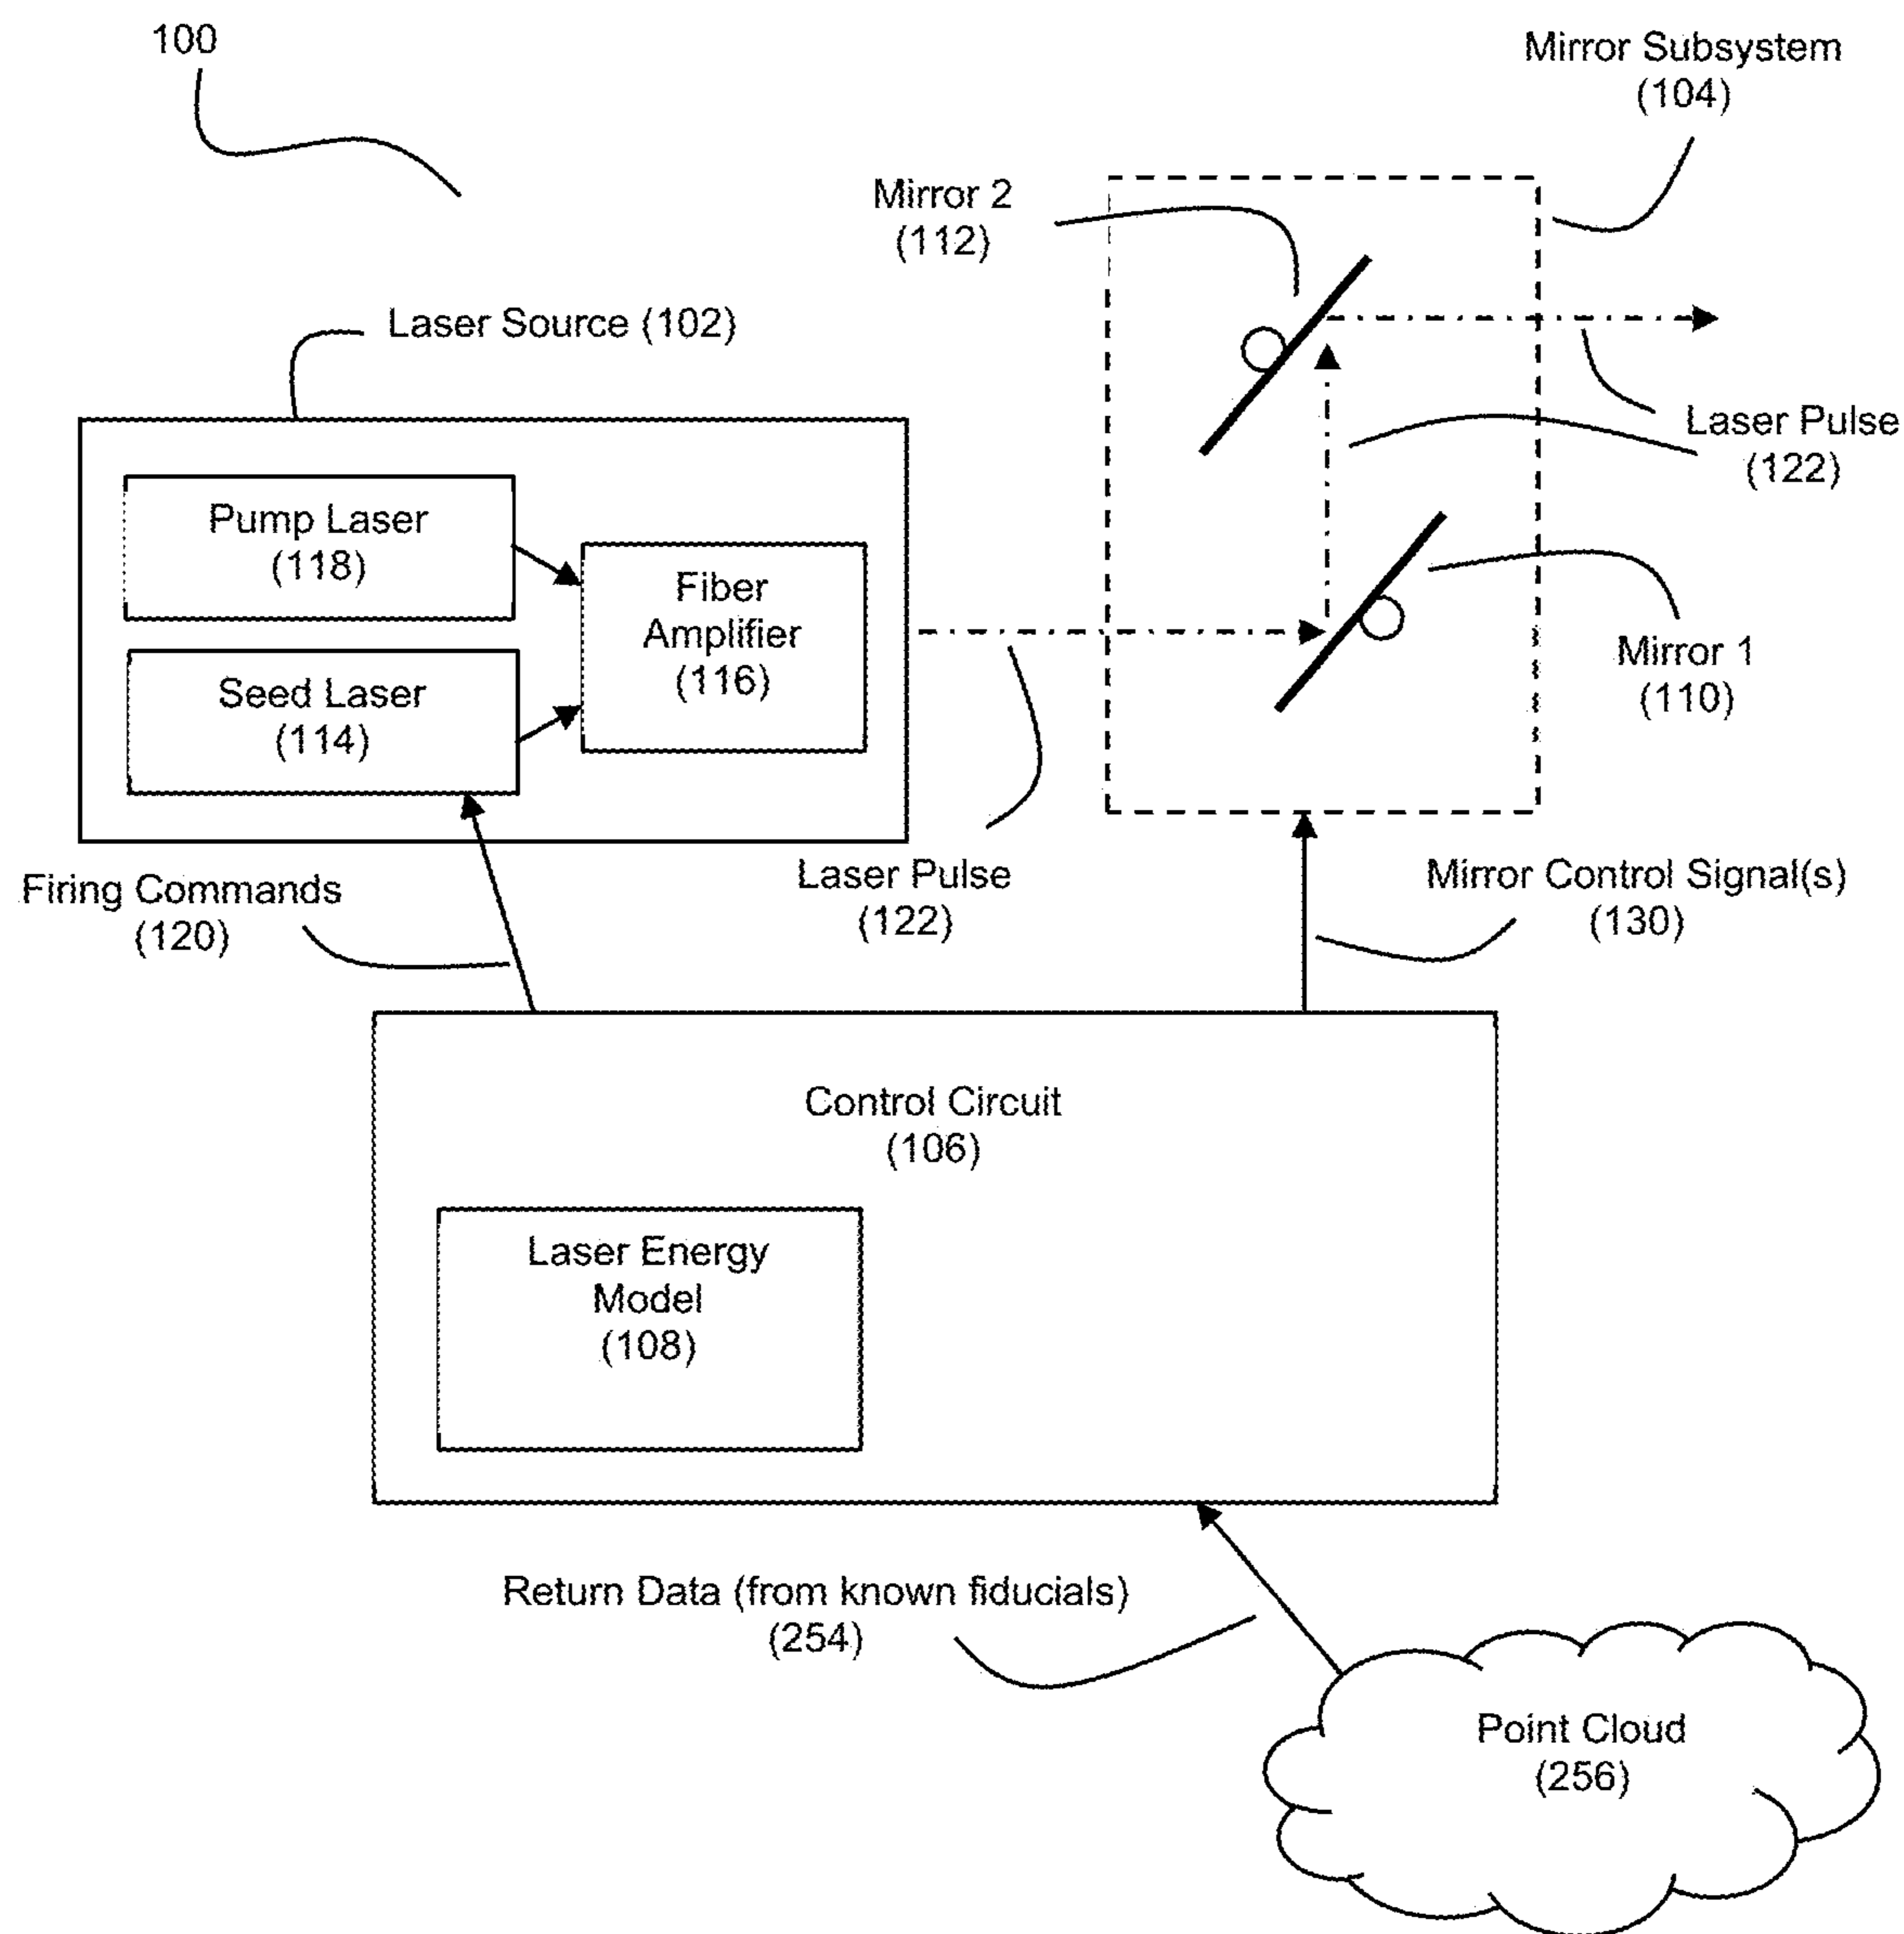 100
Mirror Subsystem
(104)
Mirror 2
(112)
Laser Source (102)
Laser Pulse
(122)
Pump Laser
(118)
Fiber
Amplifier
(116)
Seed Laser
(114)
Mirror 1
(110)
Firing Commands
(120)
Laser Pulse
(122)
Mirror Control Signal(s)
(130)
Control Circuit
(106)
Laser Energy
Model
(108)
Return Data (from known fiducials)
(254)
Point Cloud
(256)